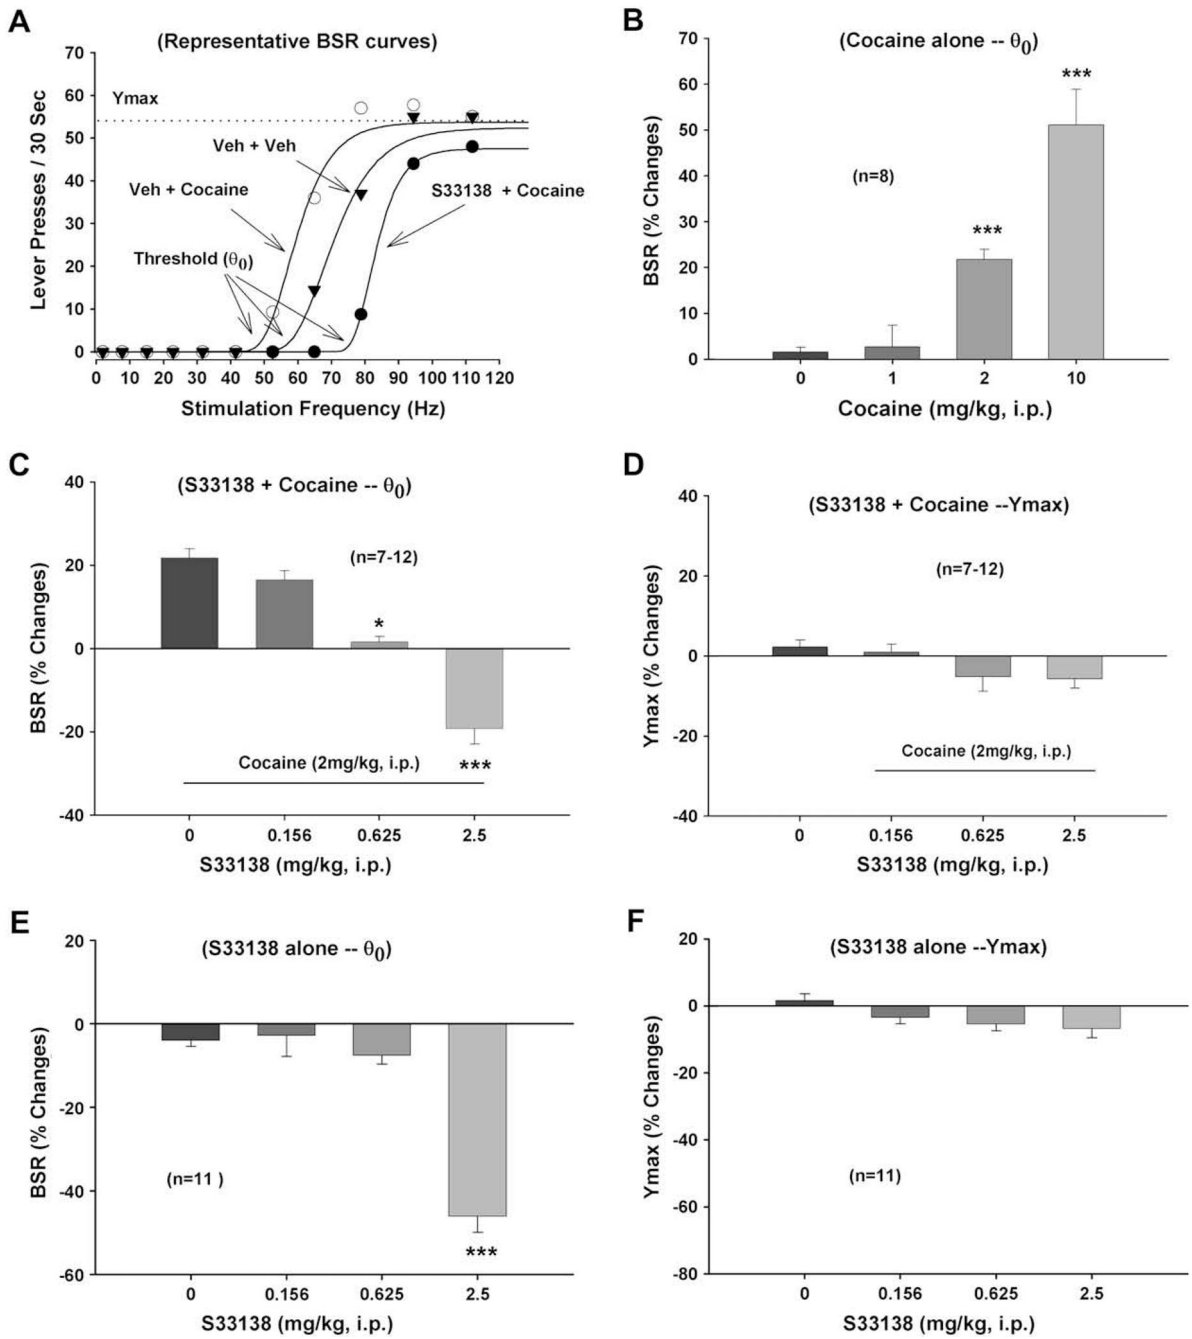 A
(Representative BSR curves)
Lever Presses / 30 Sec
70
60
50
40
30
20
10
0
Ymax
Veh + Veh
Veh + Cocaine
S33138 + Cocaine
Threshold (θ0)
0 10 20 30 40 50 60 70 80 90 100 110 120
Stimulation Frequency (Hz)
B
(Cocaine alone -- θ0)
BSR (% Changes)
70
60
50
40
30
20
10
0
(n=8)
***
***
0 1 2 10
Cocaine (mg/kg, i.p.)
C
(S33138 + Cocaine -- θ0)
BSR (% Changes)
40
20
0
-20
-40
(n=7-12)
*
Cocaine (2mg/kg, i.p.)
***
0 0.156 0.625 2.5
S33138 (mg/kg, i.p.)
D
(S33138 + Cocaine --Ymax)
Ymax (% Changes)
40
20
0
-20
-40
(n=7-12)
Cocaine (2mg/kg, i.p.)
0 0.156 0.625 2.5
S33138 (mg/kg, i.p.)
E
(S33138 alone -- θ0)
BSR (% Changes)
20
0
-20
-40
-60
(n=11 )
***
0 0.156 0.625 2.5
S33138 (mg/kg, i.p.)
F
(S33138 alone --Ymax)
Ymax (% Changes)
20
0
-20
-40
-60
-80
(n=11)
0 0.156 0.625 2.5
S33138 (mg/kg, i.p.)